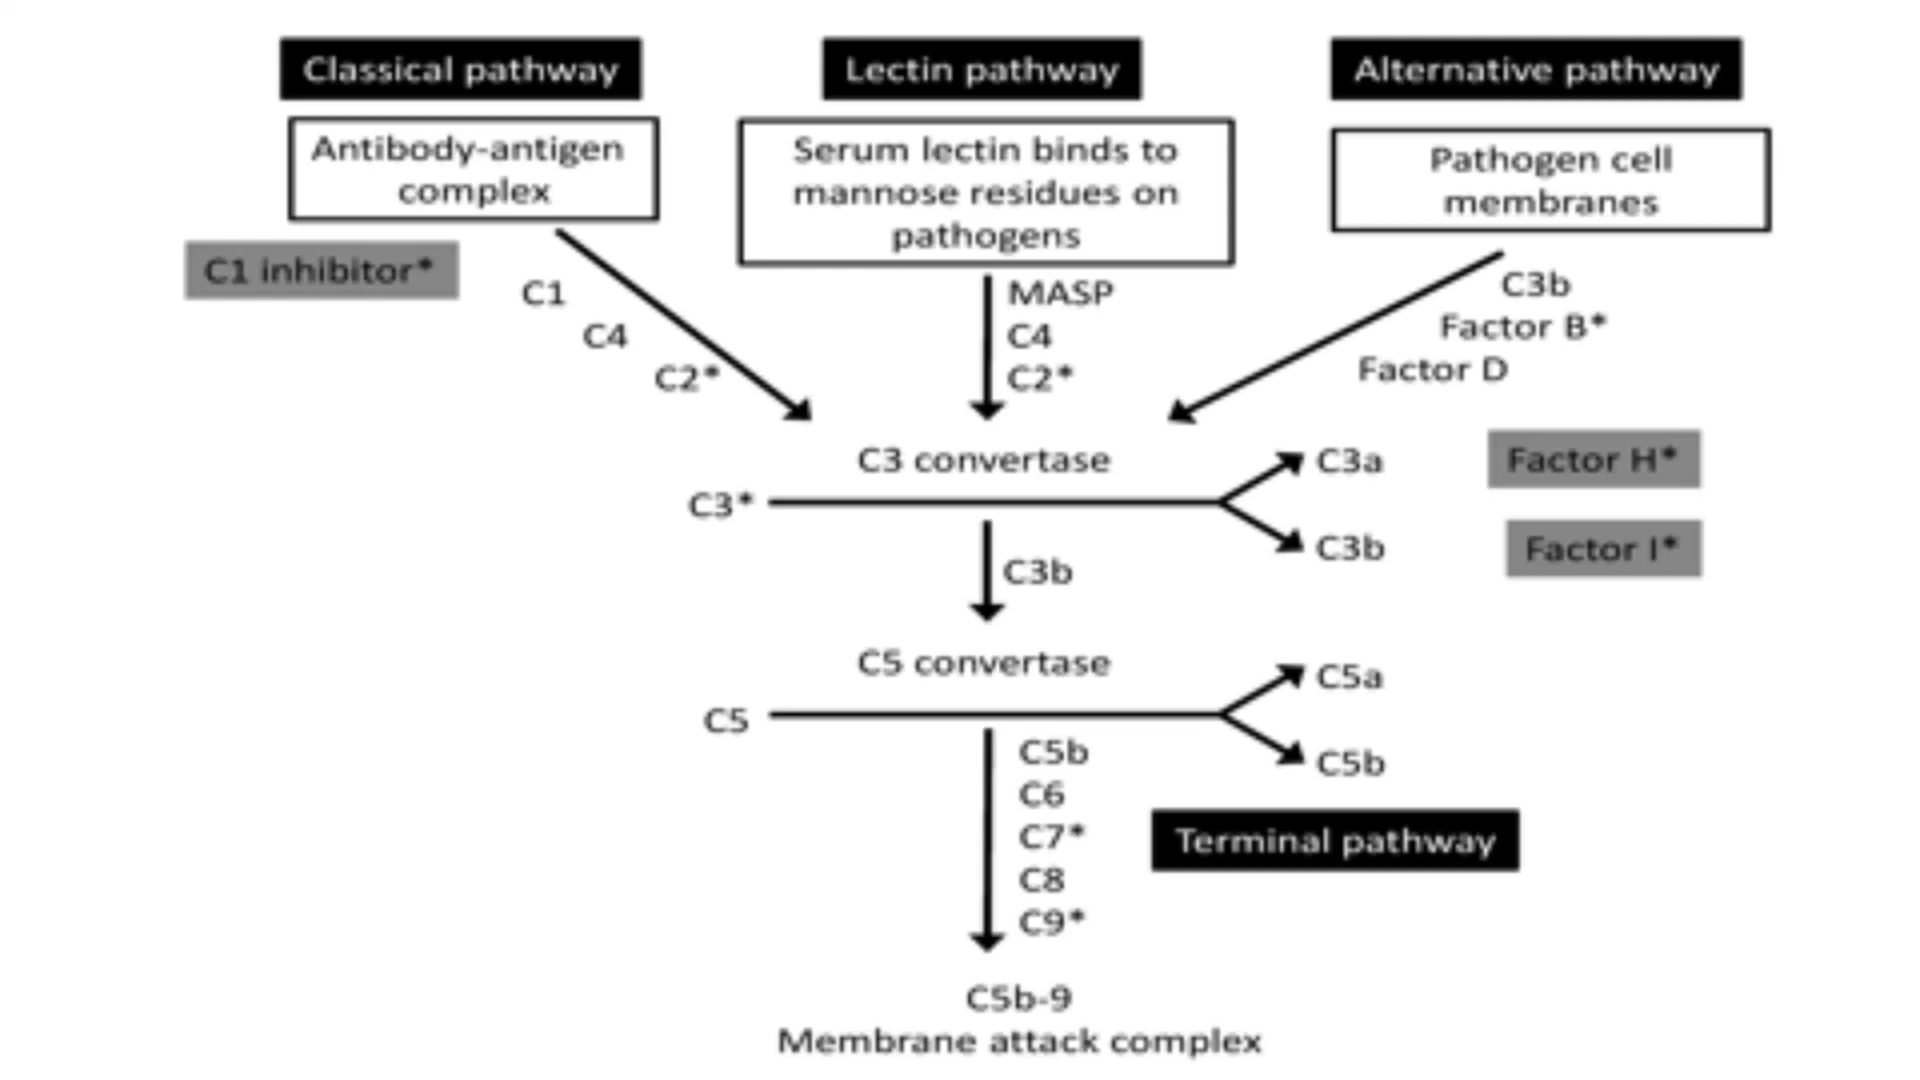 Classical pathway
Lectin pathway
Alternative pathway
Antibody-antigen
complex
Serum lectin binds to
mannose residues on
pathogens
Pathogen cell
membranes
C1 inhibitor*
C1
C4
C2*
MASP
C4
C2*
C3b
Factor B*
Factor D
C3 convertase
C3*
C3a
C3b
Factor H*
Factor I*
C3b
C5 convertase
C5
C5a
C5b
C5b
C6
C7*
C8
C9*
Terminal pathway
C5b-9
Membrane attack complex